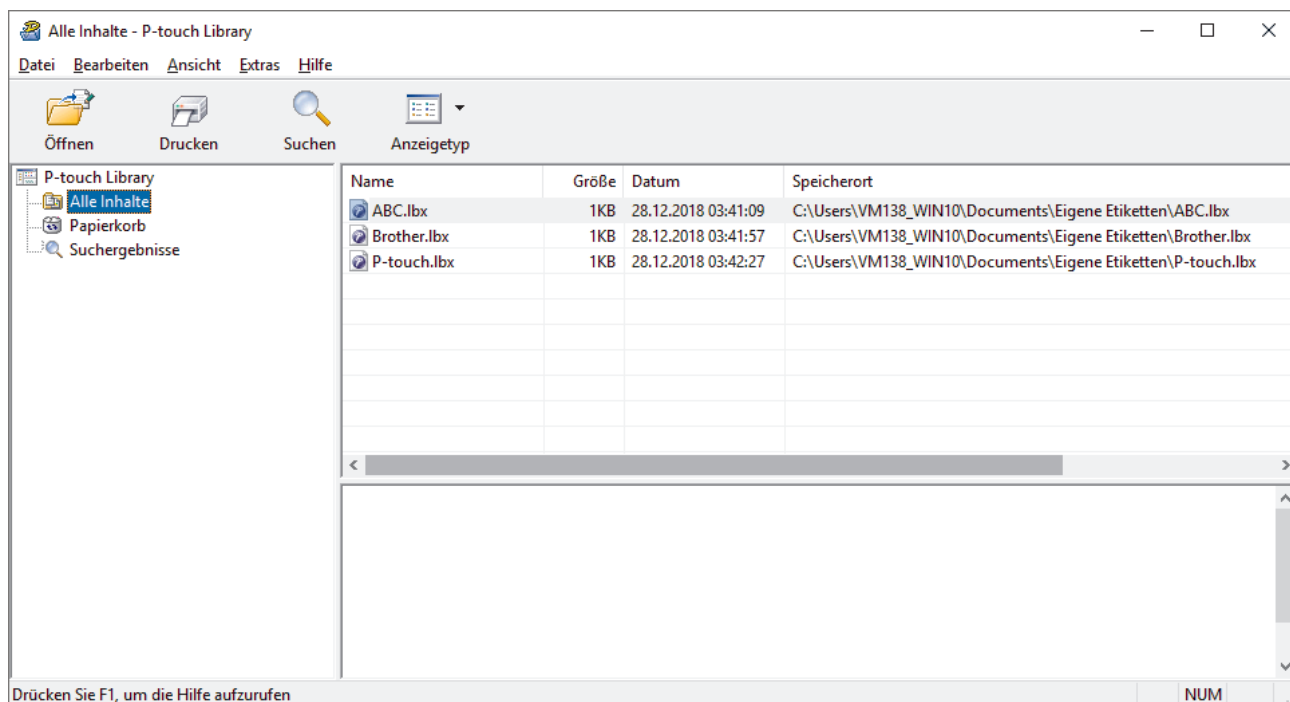 Alle Inhalte - P-touch Library
Datei Bearbeiten Ansicht Extras Hilfe
Öffnen Drucken Suchen Anzeigetyp
P-touch Library
Alle Inhalte
Papierkorb
Suchergebnisse
Name Größe Datum Speicherort
ABC.lbx 1KB 28.12.2018 03:41:09 C:\Users\VM138_WIN10\Documents\Eigene Etiketten\ABC.lbx
Brother.lbx 1KB 28.12.2018 03:41:57 C:\Users\VM138_WIN10\Documents\Eigene Etiketten\Brother.lbx
P-touch.lbx 1KB 28.12.2018 03:42:27 C:\Users\VM138_WIN10\Documents\Eigene Etiketten\P-touch.lbx
Drücken Sie F1, um die Hilfe aufzurufen NUM